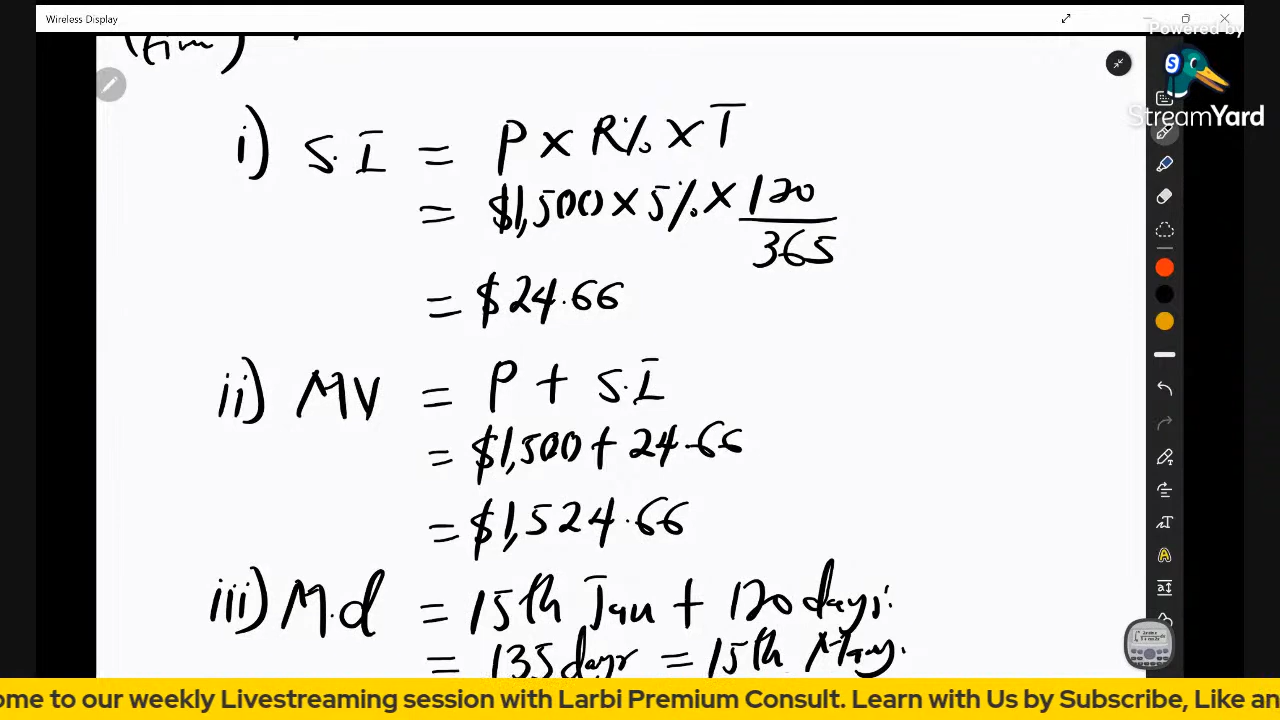 Wireless Display
Powered by
StreamYard
(time)
i) S.I = P x R% x T
= $1,500 x 5% x 120
365
= $24.66
ii) MV = P + S.I
= $1,500 + 24.66
= $1,524.66
iii) M.d = 15th Jan + 120 days.
= 135 days = 15th May.
ome to our weekly Livestreaming session with Larbi Premium Consult. Learn with Us by Subscribe, Like an